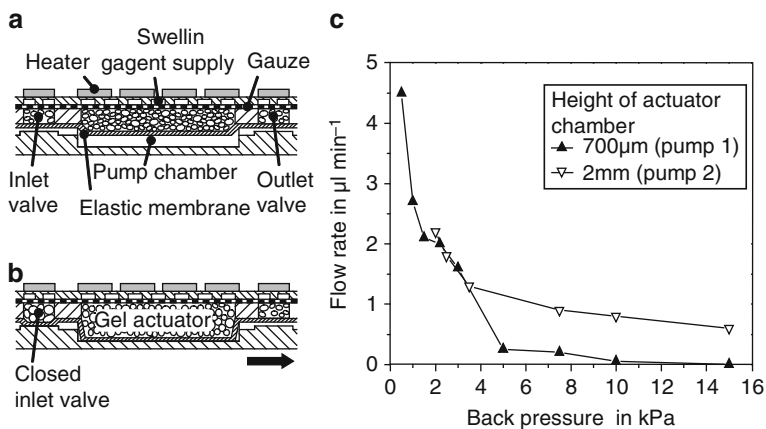 a
Swellin
Heater gagent supply Gauze
Pump chamber
Inlet Outlet
valve Elastic membrane valve
b
Gel actuator
Closed
inlet valve
c
Flow rate in µl min⁻¹
5
4
3
2
1
0
Height of actuator
chamber
700µm (pump 1)
2mm (pump 2)
0 2 4 6 8 10 12 14 16
Back pressure in kPa